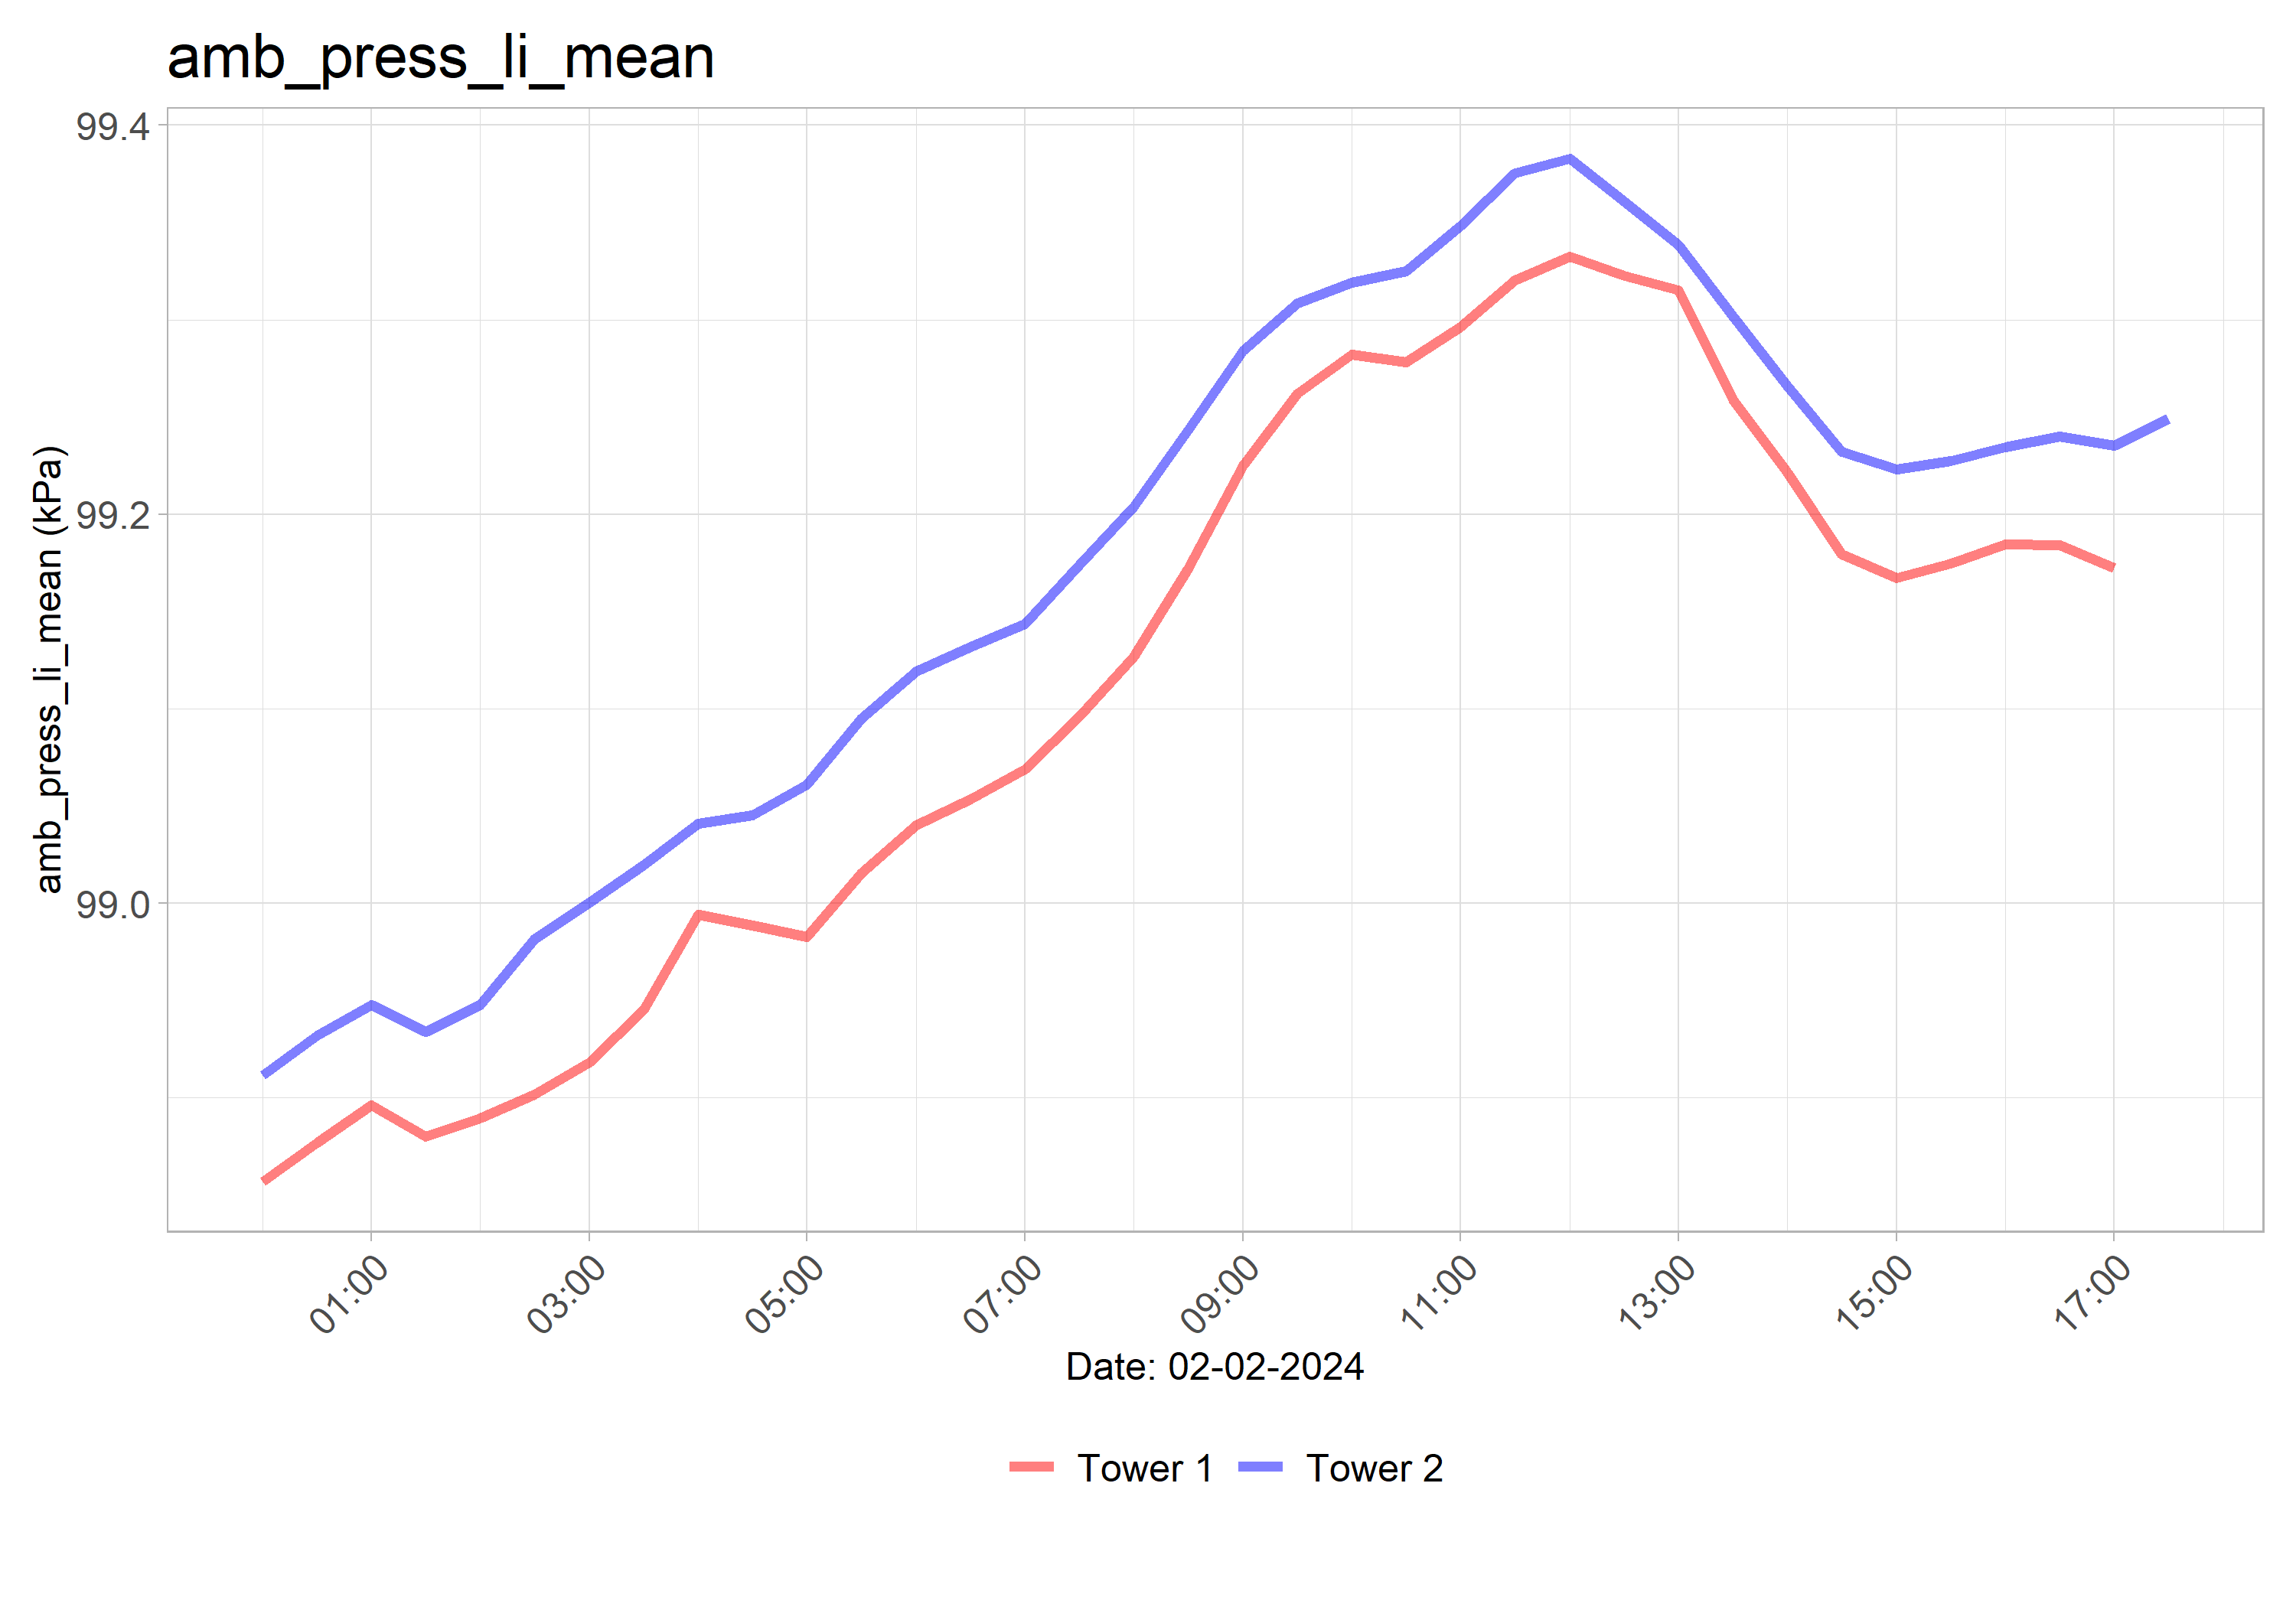 amb_press_li_mean
amb_press_li_mean (kPa)
99.4
99.2
99.0
01:00 03:00 05:00 07:00 09:00 11:00 13:00 15:00 17:00
Date: 02-02-2024
Tower 1 Tower 2